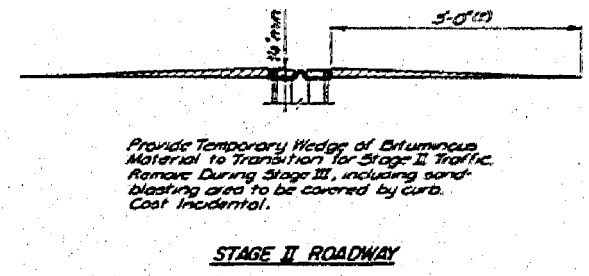 5'-0"(±)
Provide Temporary Wedge of Bituminous
Material to Transition for Stage II Traffic.
Remove During Stage III, including sand-
blasting area to be covered by curb.
Cost Incidental.
STAGE II ROADWAY